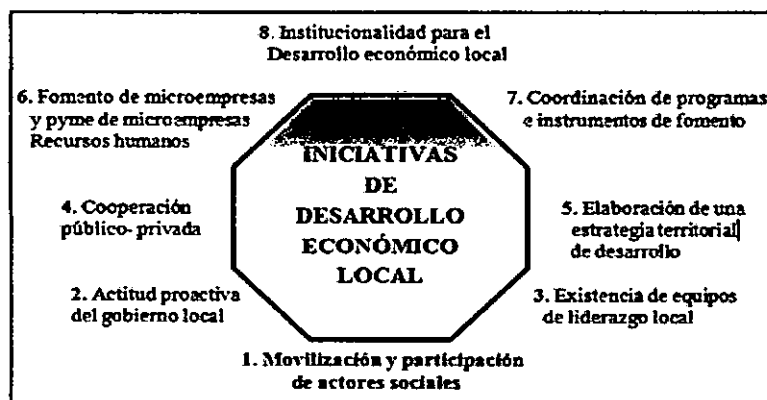 8. Institucionalidad para el
Desarrollo económico local
6. Fomento de microempresas
y pyme de microempresas
Recursos humanos
7. Coordinación de programas
e instrumentos de fomento
INICIATIVAS
DE
DESARROLLO
ECONÓMICO
LOCAL
4. Cooperación
público- privada
5. Elaboración de una
estrategia territorial
de desarrollo
2. Actitud proactiva
del gobierno local
3. Existencia de equipos
de liderazgo local
1. Movilización y participación
de actores sociales